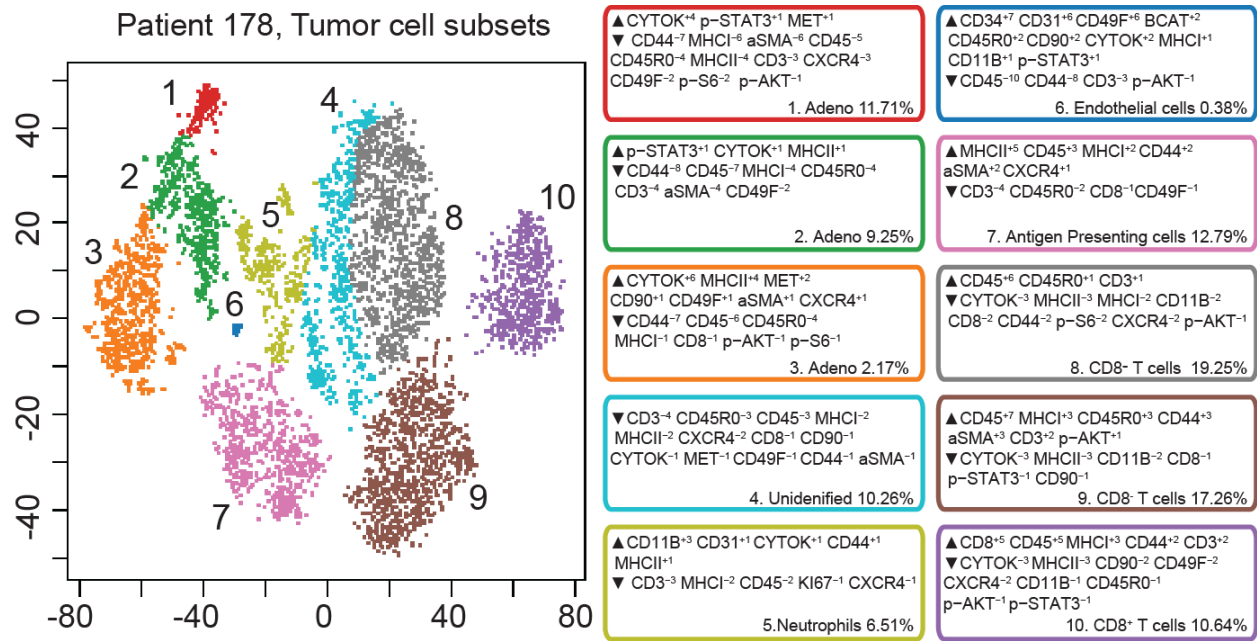 Patient 178, Tumor cell subsets
40
20
0
-20
-40
-80
-40
0
40
80
1
2
3
4
5
6
7
8
9
10
▲CYTOK⁺⁴ p−STAT3⁺¹ MET⁺¹
▼ CD44⁻⁷ MHCI⁻⁶ aSMA⁻⁶ CD45⁻⁵
CD45R0⁻⁴ MHCII⁻⁴ CD3⁻³ CXCR4⁻³
CD49F⁻² p−S6⁻² p−AKT⁻¹
1. Adeno 11.71%
▲p−STAT3⁺¹ CYTOK⁺¹ MHCII⁺¹
▼CD44⁻⁸ CD45⁻⁷ MHCI⁻⁴ CD45R0⁻⁴
CD3⁻⁴ aSMA⁻⁴ CD49F⁻²
2. Adeno 9.25%
▲CYTOK⁺⁶ MHCII⁺⁴ MET⁺²
CD90⁺¹ CD49F⁺¹ aSMA⁺¹ CXCR4⁺¹
▼CD44⁻⁷ CD45⁻⁶ CD45R0⁻⁴
MHCI⁻¹ CD8⁻¹ p−AKT⁻¹ p−S6⁻¹
3. Adeno 2.17%
▼CD3⁻⁴ CD45R0⁻³ CD45⁻³ MHCI⁻²
MHCII⁻² CXCR4⁻² CD8⁻¹ CD90⁻¹
CYTOK⁻¹ MET⁻¹ CD49F⁻¹ CD44⁻¹ aSMA⁻¹
4. Unidenified 10.26%
▲CD11B⁺³ CD31⁺¹ CYTOK⁺¹ CD44⁺¹
MHCII⁺¹
▼ CD3⁻³ MHCI⁻² CD45⁻² KI67⁻¹ CXCR4⁻¹
5.Neutrophils 6.51%
▲CD34⁺⁷ CD31⁺⁶ CD49F⁺⁶ BCAT⁺²
CD45R0⁺² CD90⁺² CYTOK⁺² MHCI⁺¹
CD11B⁺¹ p−STAT3⁺¹
▼CD45⁻¹⁰ CD44⁻⁸ CD3⁻³ p−AKT⁻¹
6. Endothelial cells 0.38%
▲MHCII⁺⁵ CD45⁺³ MHCI⁺² CD44⁺²
aSMA⁺² CXCR4⁺¹
▼CD3⁻⁴ CD45R0⁻² CD8⁻¹CD49F⁻¹
7. Antigen Presenting cells 12.79%
▲CD45⁺⁶ CD45R0⁺¹ CD3⁺¹
▼CYTOK⁻³ MHCII⁻³ MHCI⁻² CD11B⁻²
CD8⁻² CD44⁻² p−S6⁻² CXCR4⁻² p−AKT⁻¹
8. CD8⁻ T cells 19.25%
▲CD45⁺⁷ MHCI⁺³ CD45R0⁺³ CD44⁺³
aSMA⁺³ CD3⁺² p−AKT⁺¹
▼CYTOK⁻³ MHCII⁻³ CD11B⁻² CD8⁻¹
p−STAT3⁻¹ CD90⁻¹
9. CD8⁻ T cells 17.26%
▲CD8⁺⁵ CD45⁺⁵ MHCI⁺³ CD44⁺² CD3⁺²
▼CYTOK⁻³ MHCII⁻³ CD90⁻² CD49F⁻²
CXCR4⁻² CD11B⁻¹ CD45R0⁻¹
p−AKT⁻¹ p−STAT3⁻¹
10. CD8⁺ T cells 10.64%